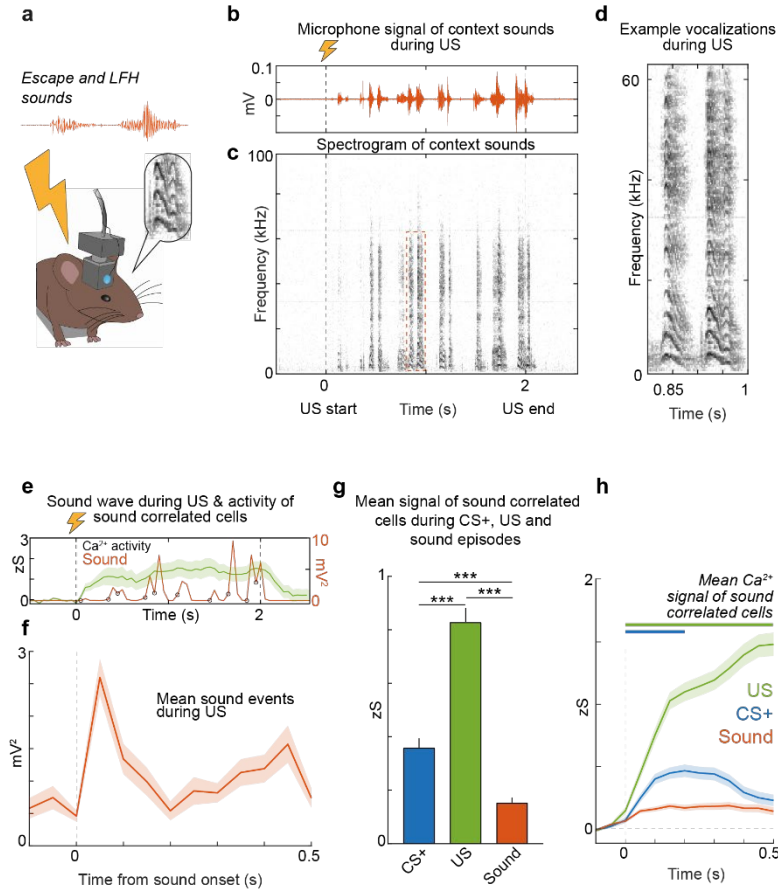 a
Escape and LFH
sounds
b
Microphone signal of context sounds
during US
0.1
mV
0
c
Spectrogram of context sounds
100
Frequency (kHz)
0
0
2
US start
Time (s)
US end
d
Example vocalizations
during US
60
Frequency (kHz)
0
0.85
1
Time (s)
e
Sound wave during US & activity of
sound correlated cells
3
zS
0
Ca²⁺ activity
Sound
10
mV²
0
0
Time (s)
2
f
3
mV²
0
Mean sound events
during US
0
0.5
Time from sound onset (s)
g
Mean signal of sound correlated
cells during CS+, US and
sound episodes
1
zS
0
***
***
***
CS+
US
Sound
h
Mean Ca²⁺
signal of sound
correlated cells
2
zS
2
US
CS+
Sound
0
0.5
Time (s)